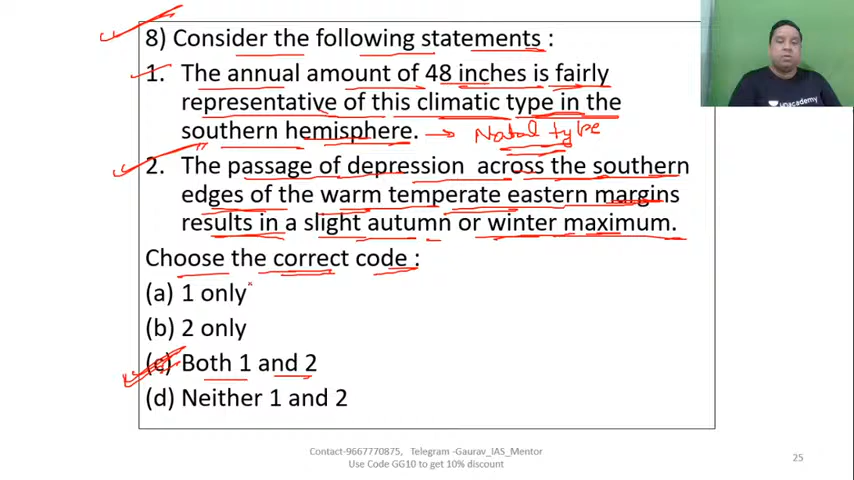 8) Consider the following statements :
1. The annual amount of 48 inches is fairly
representative of this climatic type in the
southern hemisphere. → Natal type
2. The passage of depression across the southern
edges of the warm temperate eastern margins
results in a slight autumn or winter maximum.
Choose the correct code :
(a) 1 only
(b) 2 only
(c) Both 1 and 2
(d) Neither 1 and 2
Contact-9667770875, Telegram -Gaurav_IAS_Mentor
Use Code GG10 to get 10% discount
25
unacademy